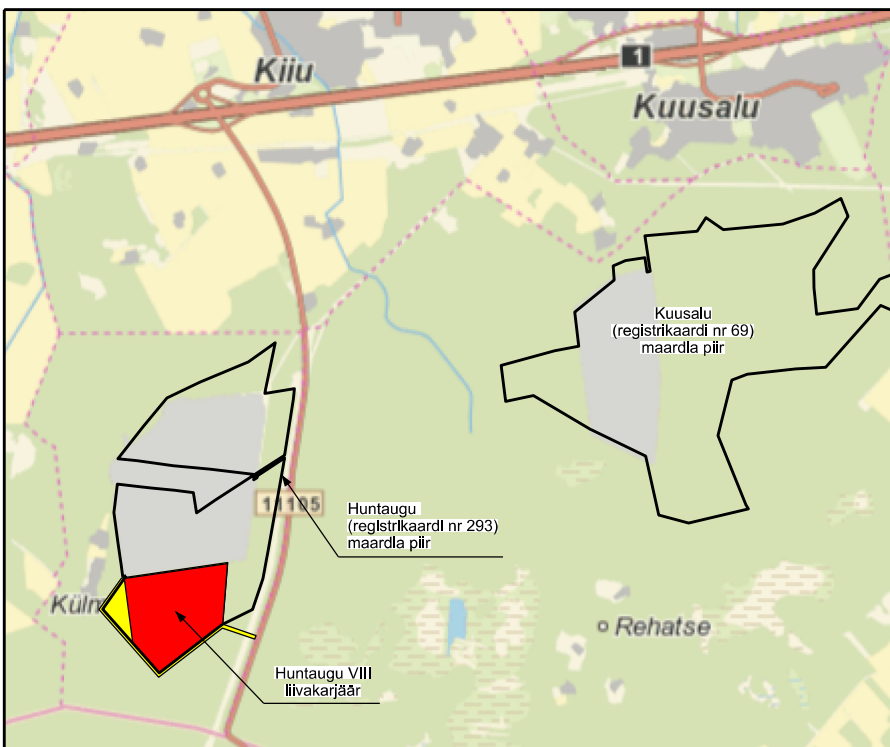 Kiiu
1
Kuusalu
Kuusalu
(registrikaardi nr 69)
maardla piir
11105
Huntaugu
(registrikaardi nr 293)
maardla piir
Külm
Rehatse
Huntaugu VIII
liivakarjäär